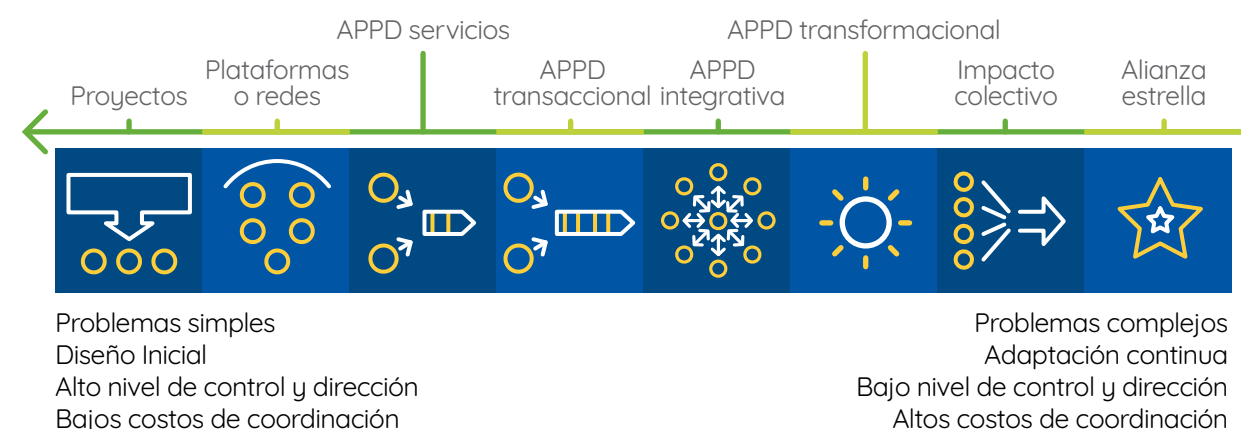 APPD servicios
APPD transformacional
Proyectos
Plataformas
o redes
APPD
transaccional
APPD
integrativa
Impacto
colectivo
Alianza
estrella
Problemas simples
Diseño Inicial
Alto nivel de control y dirección
Bajos costos de coordinación
Problemas complejos
Adaptación continua
Bajo nivel de control y dirección
Altos costos de coordinación